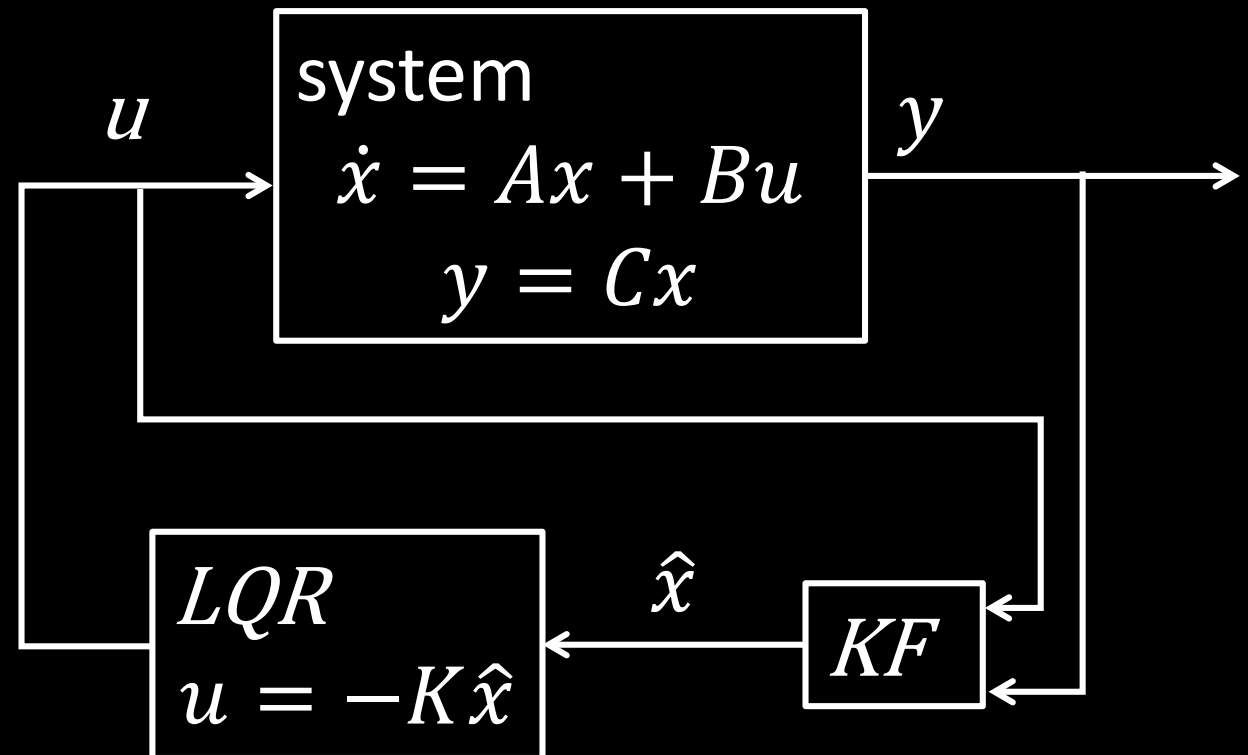 system
u
y
ẋ = Ax + Bu
y = Cx
x̂
LQR
KF
u = −Kx̂